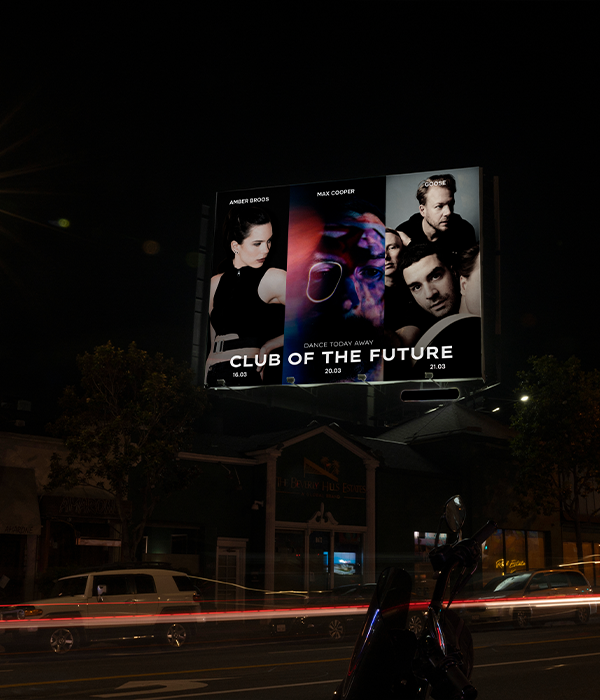 AMBER BROOS
MAX COOPER
GOOSE
DANCE TODAY AWAY
CLUB OF THE FUTURE
16.03
20.03
21.03